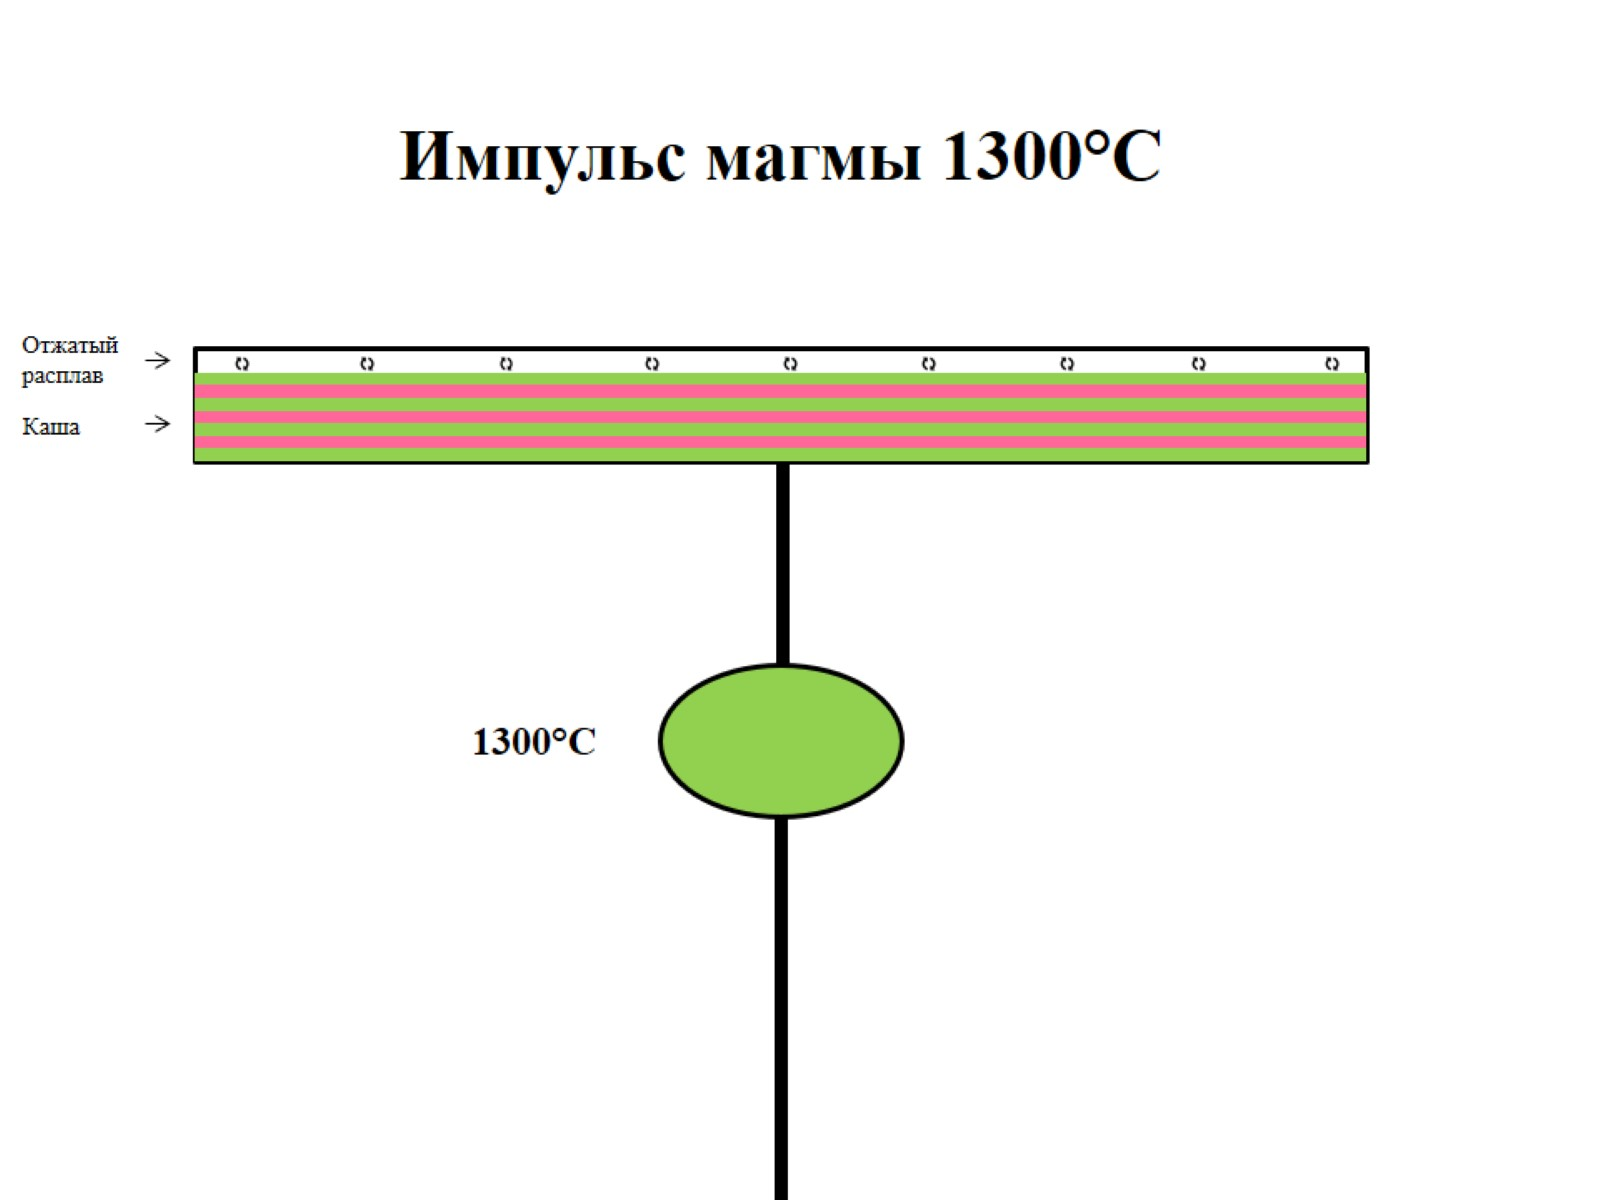 Импульс магмы 1300°C
Отжатый
расплав
Каша
1300°C